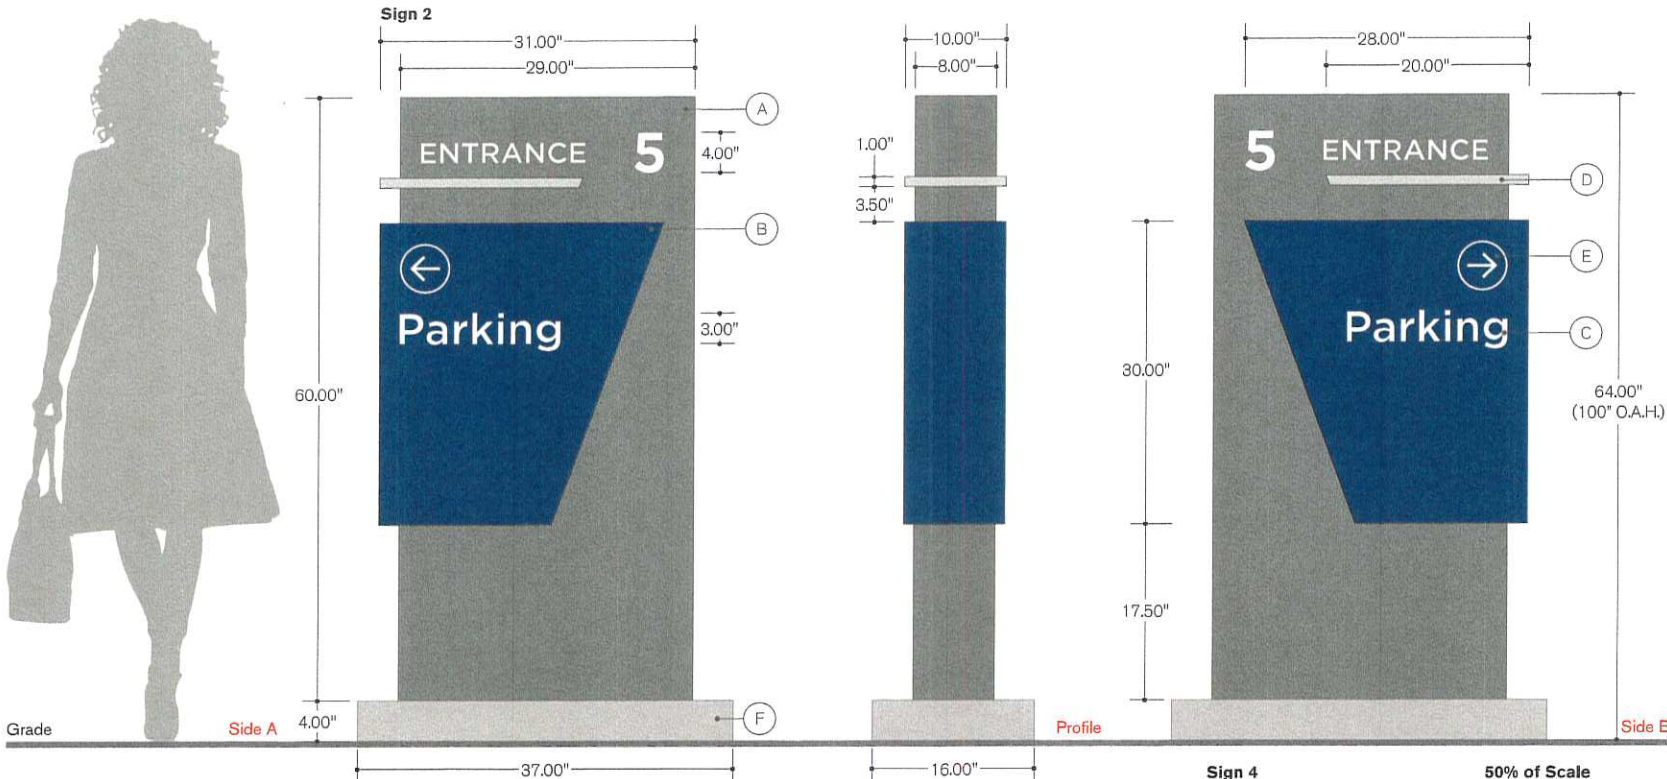 Sign 2
31.00"
29.00"
10.00"
8.00"
28.00"
20.00"
A
ENTRANCE 5
4.00"
1.00"
3.50"
5 ENTRANCE
D
B
E
Parking
3.00"
Parking
C
60.00"
30.00"
64.00"
(100" O.A.H.)
17.50"
Grade
Side A
4.00"
F
Profile
Side B
37.00"
16.00"
Sign 4
50% of Scale